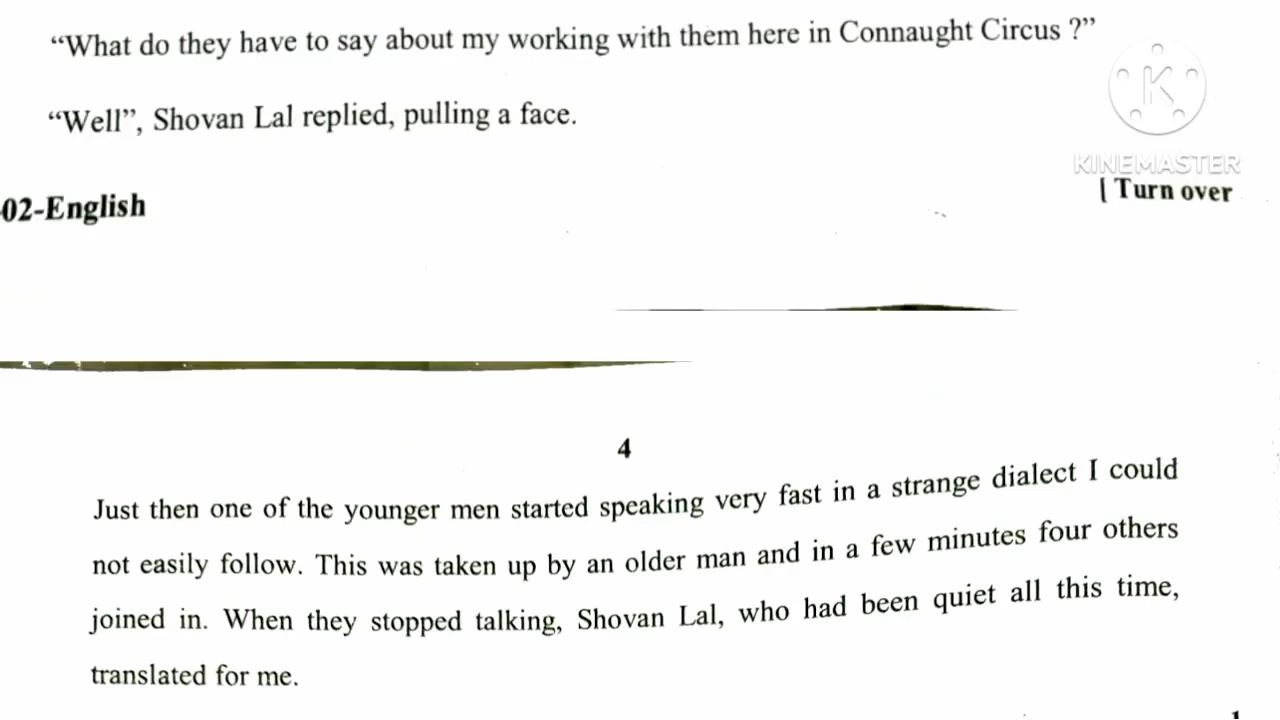 “What do they have to say about my working with them here in Connaught Circus ?”
“Well”, Shovan Lal replied, pulling a face.
KINEMASTER
02-English
[ Turn over
4
Just then one of the younger men started speaking very fast in a strange dialect I could
not easily follow. This was taken up by an older man and in a few minutes four others
joined in. When they stopped talking, Shovan Lal, who had been quiet all this time,
translated for me.